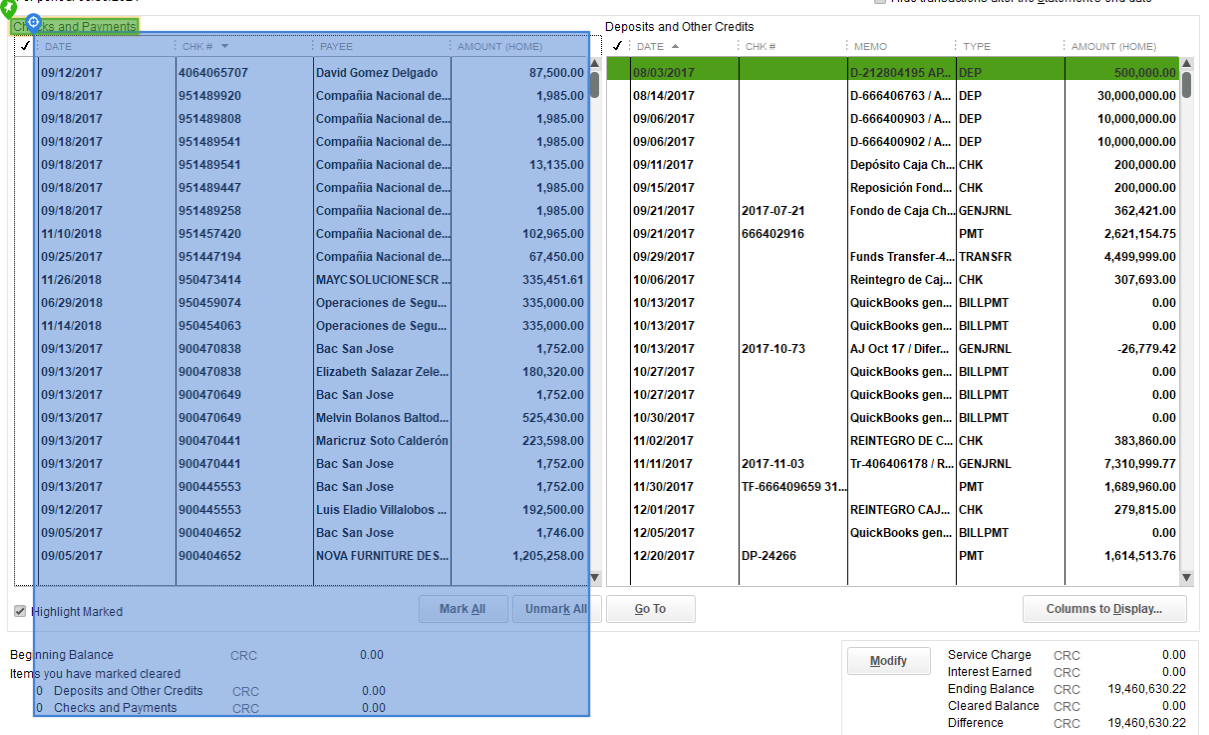 Checks and Payments
DATE CHK # PAYEE AMOUNT (HOME)
09/12/2017 4064065707 David Gomez Delgado 87,500.00
09/18/2017 951489920 Compañia Nacional de... 1,985.00
09/18/2017 951489808 Compañia Nacional de... 1,985.00
09/18/2017 951489541 Compañia Nacional de... 1,985.00
09/18/2017 951489541 Compañia Nacional de... 13,135.00
09/18/2017 951489447 Compañia Nacional de... 1,985.00
09/18/2017 951489258 Compañia Nacional de... 1,985.00
11/10/2018 951457420 Compañia Nacional de... 102,965.00
09/25/2017 951447194 Compañia Nacional de... 67,450.00
11/26/2018 950473414 MAYCSOLUCIONESCR ... 335,451.61
06/29/2018 950459074 Operaciones de Segu... 335,000.00
11/14/2018 950454063 Operaciones de Segu... 335,000.00
09/13/2017 900470838 Bac San Jose 1,752.00
09/13/2017 900470838 Elizabeth Salazar Zele... 180,320.00
09/13/2017 900470649 Bac San Jose 1,752.00
09/13/2017 900470649 Melvin Bolanos Baltod... 525,430.00
09/13/2017 900470441 Maricruz Soto Calderón 223,598.00
09/13/2017 900470441 Bac San Jose 1,752.00
09/13/2017 900445553 Bac San Jose 1,752.00
09/12/2017 900445553 Luis Eladio Villalobos ... 192,500.00
09/05/2017 900404652 Bac San Jose 1,746.00
09/05/2017 900404652 NOVA FURNITURE DES... 1,205,258.00
Highlight Marked
Mark All
Unmark All
Deposits and Other Credits
DATE CHK # MEMO TYPE AMOUNT (HOME)
08/03/2017 D-212804195 AP... DEP 500,000.00
08/14/2017 D-666406763 / A... DEP 30,000,000.00
09/06/2017 D-666400903 / A... DEP 10,000,000.00
09/06/2017 D-666400902 / A... DEP 10,000,000.00
09/11/2017 Depósito Caja Ch... CHK 200,000.00
09/15/2017 Reposición Fond... CHK 200,000.00
09/21/2017 2017-07-21 Fondo de Caja Ch... GENJRNL 362,421.00
09/21/2017 666402916 PMT 2,621,154.75
09/29/2017 Funds Transfer-4... TRANSFR 4,499,999.00
10/06/2017 Reintegro de Caj... CHK 307,693.00
10/13/2017 QuickBooks gen... BILLPMT 0.00
10/13/2017 QuickBooks gen... BILLPMT 0.00
10/13/2017 2017-10-73 AJ Oct 17 / Difer... GENJRNL -26,779.42
10/27/2017 QuickBooks gen... BILLPMT 0.00
10/27/2017 QuickBooks gen... BILLPMT 0.00
10/30/2017 QuickBooks gen... BILLPMT 0.00
11/02/2017 REINTEGRO DE C... CHK 383,860.00
11/11/2017 2017-11-03 Tr-406406178 / R... GENJRNL 7,310,999.77
11/30/2017 TF-666409659 31... PMT 1,689,960.00
12/01/2017 REINTEGRO CAJ... CHK 279,815.00
12/05/2017 QuickBooks gen... BILLPMT 0.00
12/20/2017 DP-24266 PMT 1,614,513.76
Go To
Columns to Display...
Beginning Balance CRC 0.00
Items you have marked cleared
0 Deposits and Other Credits CRC 0.00
0 Checks and Payments CRC 0.00
Modify
Service Charge CRC 0.00
Interest Earned CRC 0.00
Ending Balance CRC 19,460,630.22
Cleared Balance CRC 0.00
Difference CRC 19,460,630.22